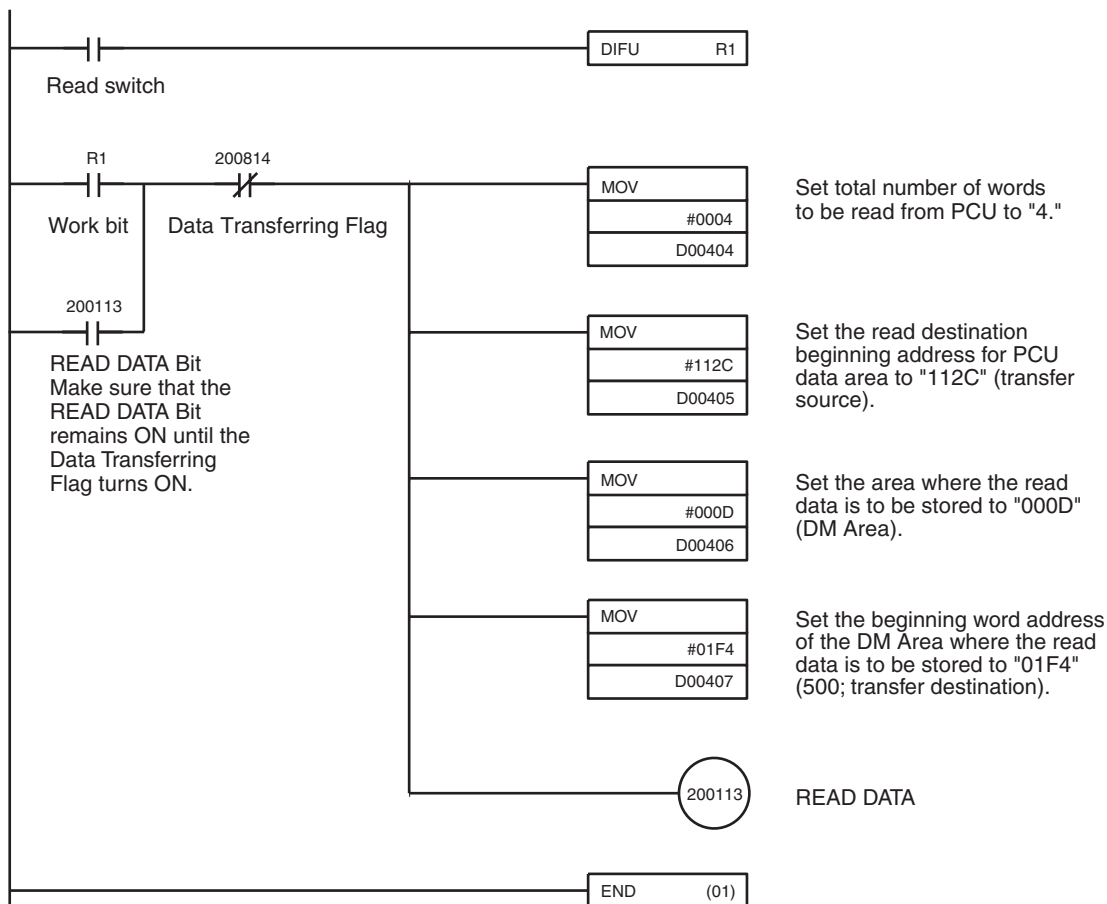 DIFU R1
Read switch
R1
200814
Work bit
Data Transferring Flag
MOV
#0004
D00404
Set total number of words
to be read from PCU to "4."
200113
READ DATA Bit
Make sure that the
READ DATA Bit
remains ON until the
Data Transferring
Flag turns ON.
MOV
#112C
D00405
Set the read destination
beginning address for PCU
data area to "112C" (transfer
source).
MOV
#000D
D00406
Set the area where the read
data is to be stored to "000D"
(DM Area).
MOV
#01F4
D00407
Set the beginning word address
of the DM Area where the read
data is to be stored to "01F4"
(500; transfer destination).
200113
READ DATA
END (01)